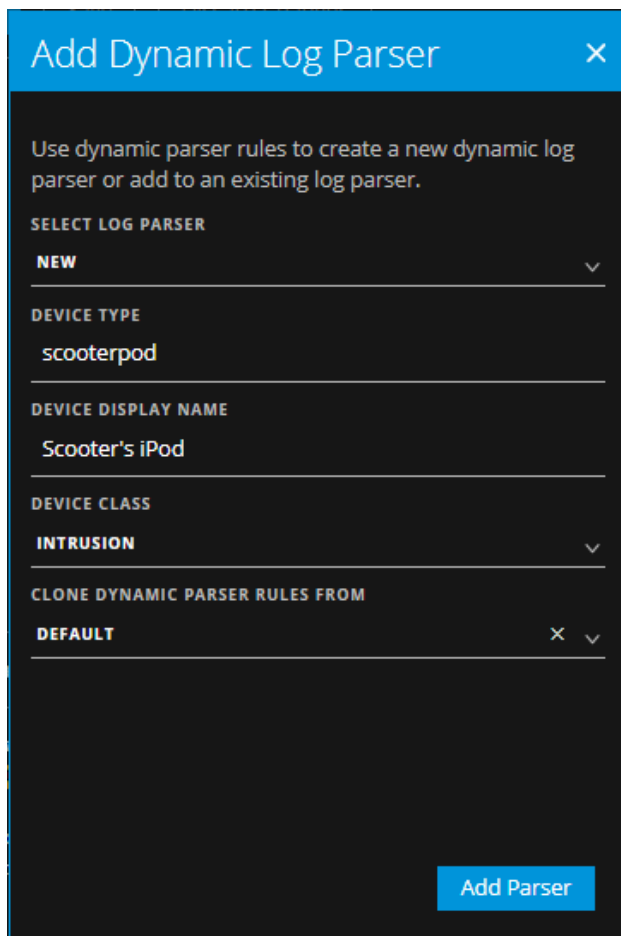 Add Dynamic Log Parser
Use dynamic parser rules to create a new dynamic log
parser or add to an existing log parser.
SELECT LOG PARSER
NEW
DEVICE TYPE
scooterpod
DEVICE DISPLAY NAME
Scooter's iPod
DEVICE CLASS
INTRUSION
CLONE DYNAMIC PARSER RULES FROM
DEFAULT
Add Parser